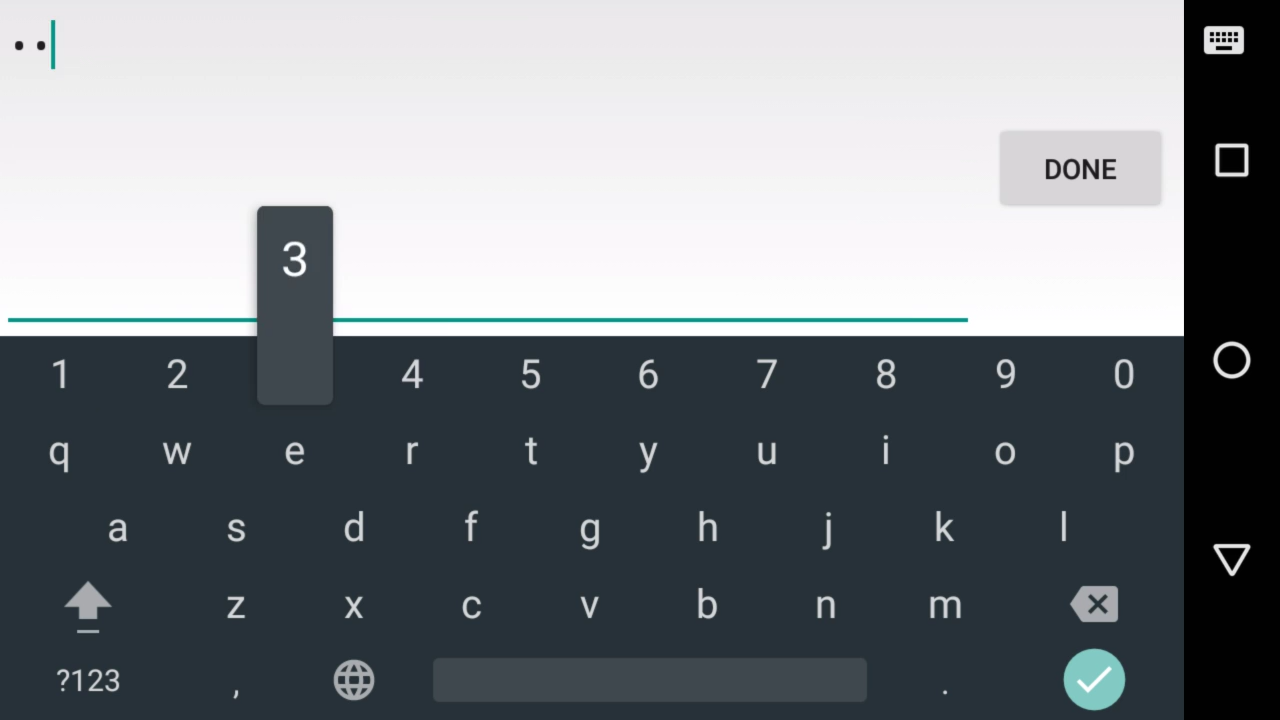 ••
DONE
3
1 2 4 5 6 7 8 9 0
q w e r t y u i o p
a s d f g h j k l
z x c v b n m
?123 , .